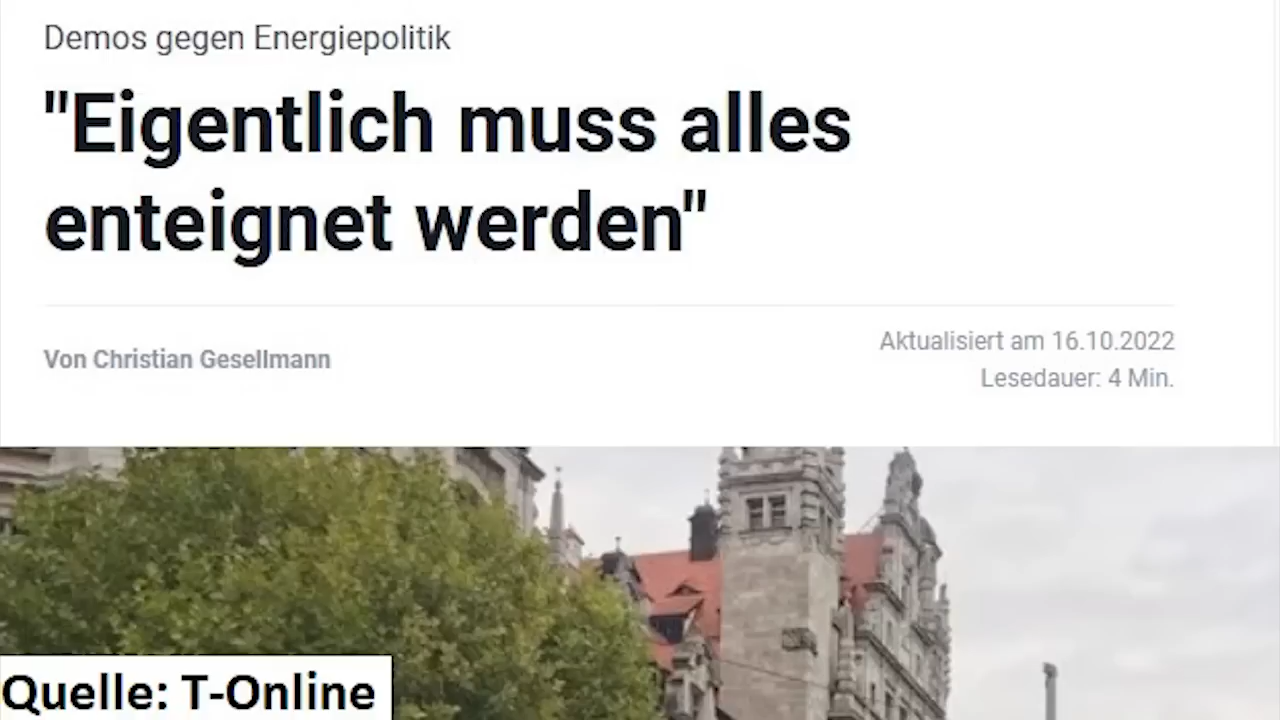 Demos gegen Energiepolitik
"Eigentlich muss alles
enteignet werden"
Von Christian Gesellmann
Aktualisiert am 16.10.2022
Lesedauer: 4 Min.
Quelle: T-Online